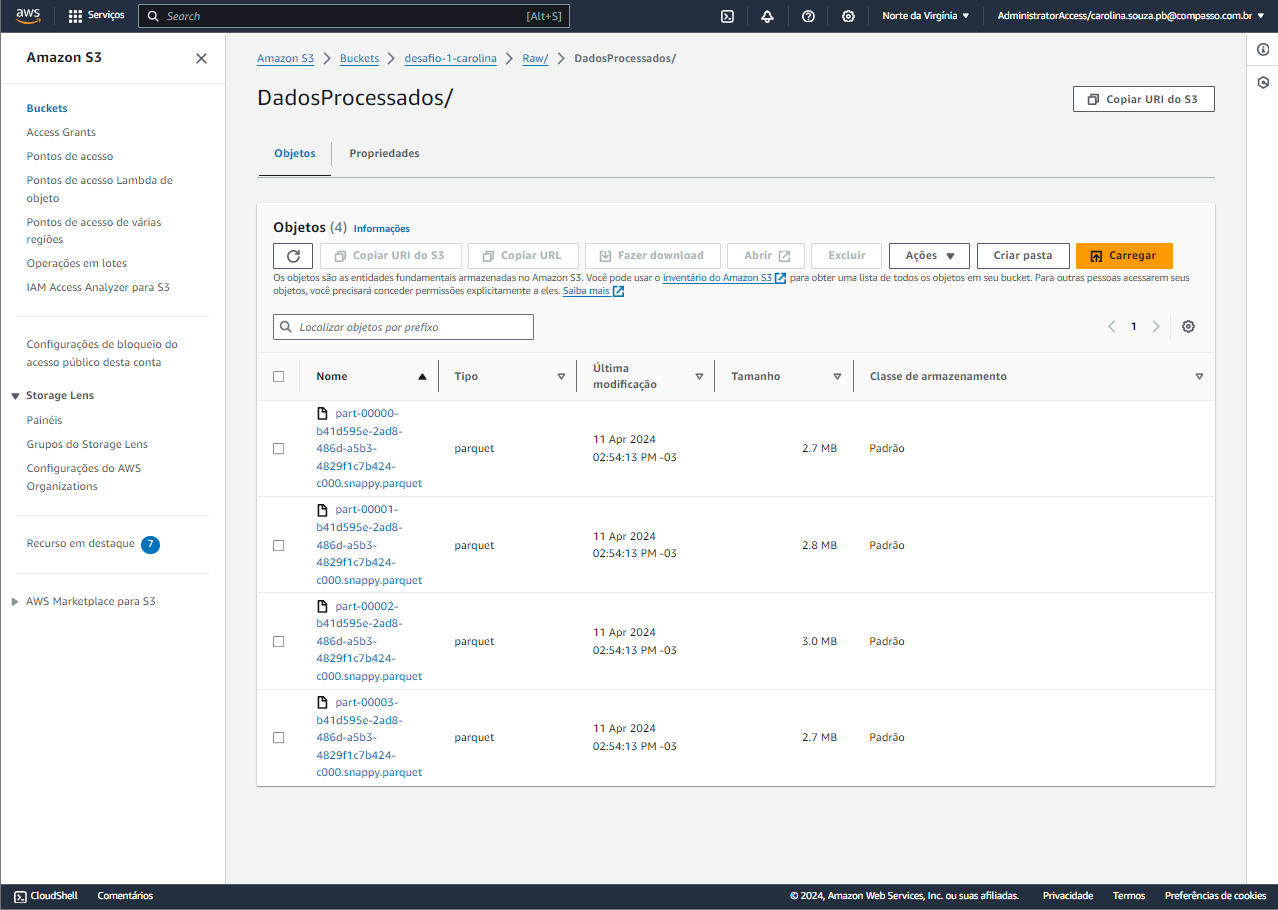 aws
Serviços
Search
[Alt+S]
Norte da Virgínia
AdministratorAccess/carolina.souza.pb@compasso.com.br
Amazon S3
Buckets
Access Grants
Pontos de acesso
Pontos de acesso Lambda de
objeto
Pontos de acesso de várias
regiões
Operações em lotes
IAM Access Analyzer para S3
Configurações de bloqueio do
acesso público desta conta
Storage Lens
Painéis
Grupos do Storage Lens
Configurações do AWS
Organizations
Recurso em destaque 7
AWS Marketplace para S3
Amazon S3 > Buckets > desafio-1-carolina > Raw/ > DadosProcessados/
DadosProcessados/
Copiar URI do S3
Objetos
Propriedades
Objetos (4) Informações
Copiar URI do S3
Copiar URL
Fazer download
Abrir
Excluir
Ações
Criar pasta
Carregar
Os objetos são as entidades fundamentais armazenadas no Amazon S3. Você pode usar o inventário do Amazon S3 para obter uma lista de todos os objetos em seu bucket. Para outras pessoas acessarem seus
objetos, você precisará conceder permissões explicitamente a eles. Saiba mais
Localizar objetos por prefixo
1
Nome
Tipo
Última
modificação
Tamanho
Classe de armazenamento
part-00000-
b41d595e-2ad8-
486d-a5b3-
4829f1c7b424-
c000.snappy.parquet
parquet
11 Apr 2024
02:54:13 PM -03
2.7 MB
Padrão
part-00001-
b41d595e-2ad8-
486d-a5b3-
4829f1c7b424-
c000.snappy.parquet
parquet
11 Apr 2024
02:54:13 PM -03
2.8 MB
Padrão
part-00002-
b41d595e-2ad8-
486d-a5b3-
4829f1c7b424-
c000.snappy.parquet
parquet
11 Apr 2024
02:54:13 PM -03
3.0 MB
Padrão
part-00003-
b41d595e-2ad8-
486d-a5b3-
4829f1c7b424-
c000.snappy.parquet
parquet
11 Apr 2024
02:54:13 PM -03
2.7 MB
Padrão
CloudShell
Comentários
© 2024, Amazon Web Services, Inc. ou suas afiliadas.
Privacidade
Termos
Preferências de cookies